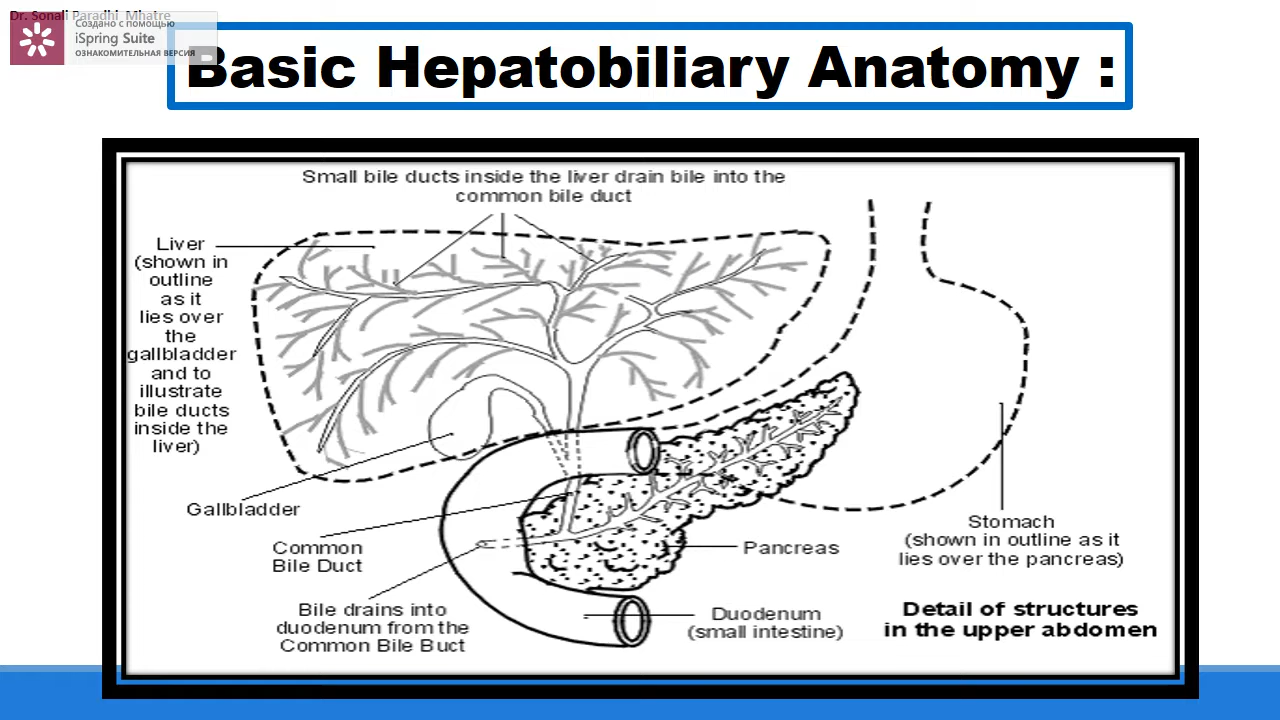 Dr. Sonali Paradhi Mhatre
Создано с помощью
iSpring Suite
ОЗНАКОМИТЕЛЬНАЯ ВЕРСИЯ
Basic Hepatobiliary Anatomy :
Small bile ducts inside the liver drain bile into the
common bile duct
Liver
(shown in
outline
as it
lies over
the
gallbladder
and to
illustrate
bile ducts
inside the
liver)
Gallbladder
Common
Bile Duct
Bile drains into
duodenum from the
Common Bile Buct
Pancreas
Duodenum
(small intestine)
Stomach
(shown in outline as it
lies over the pancreas)
Detail of structures
in the upper abdomen